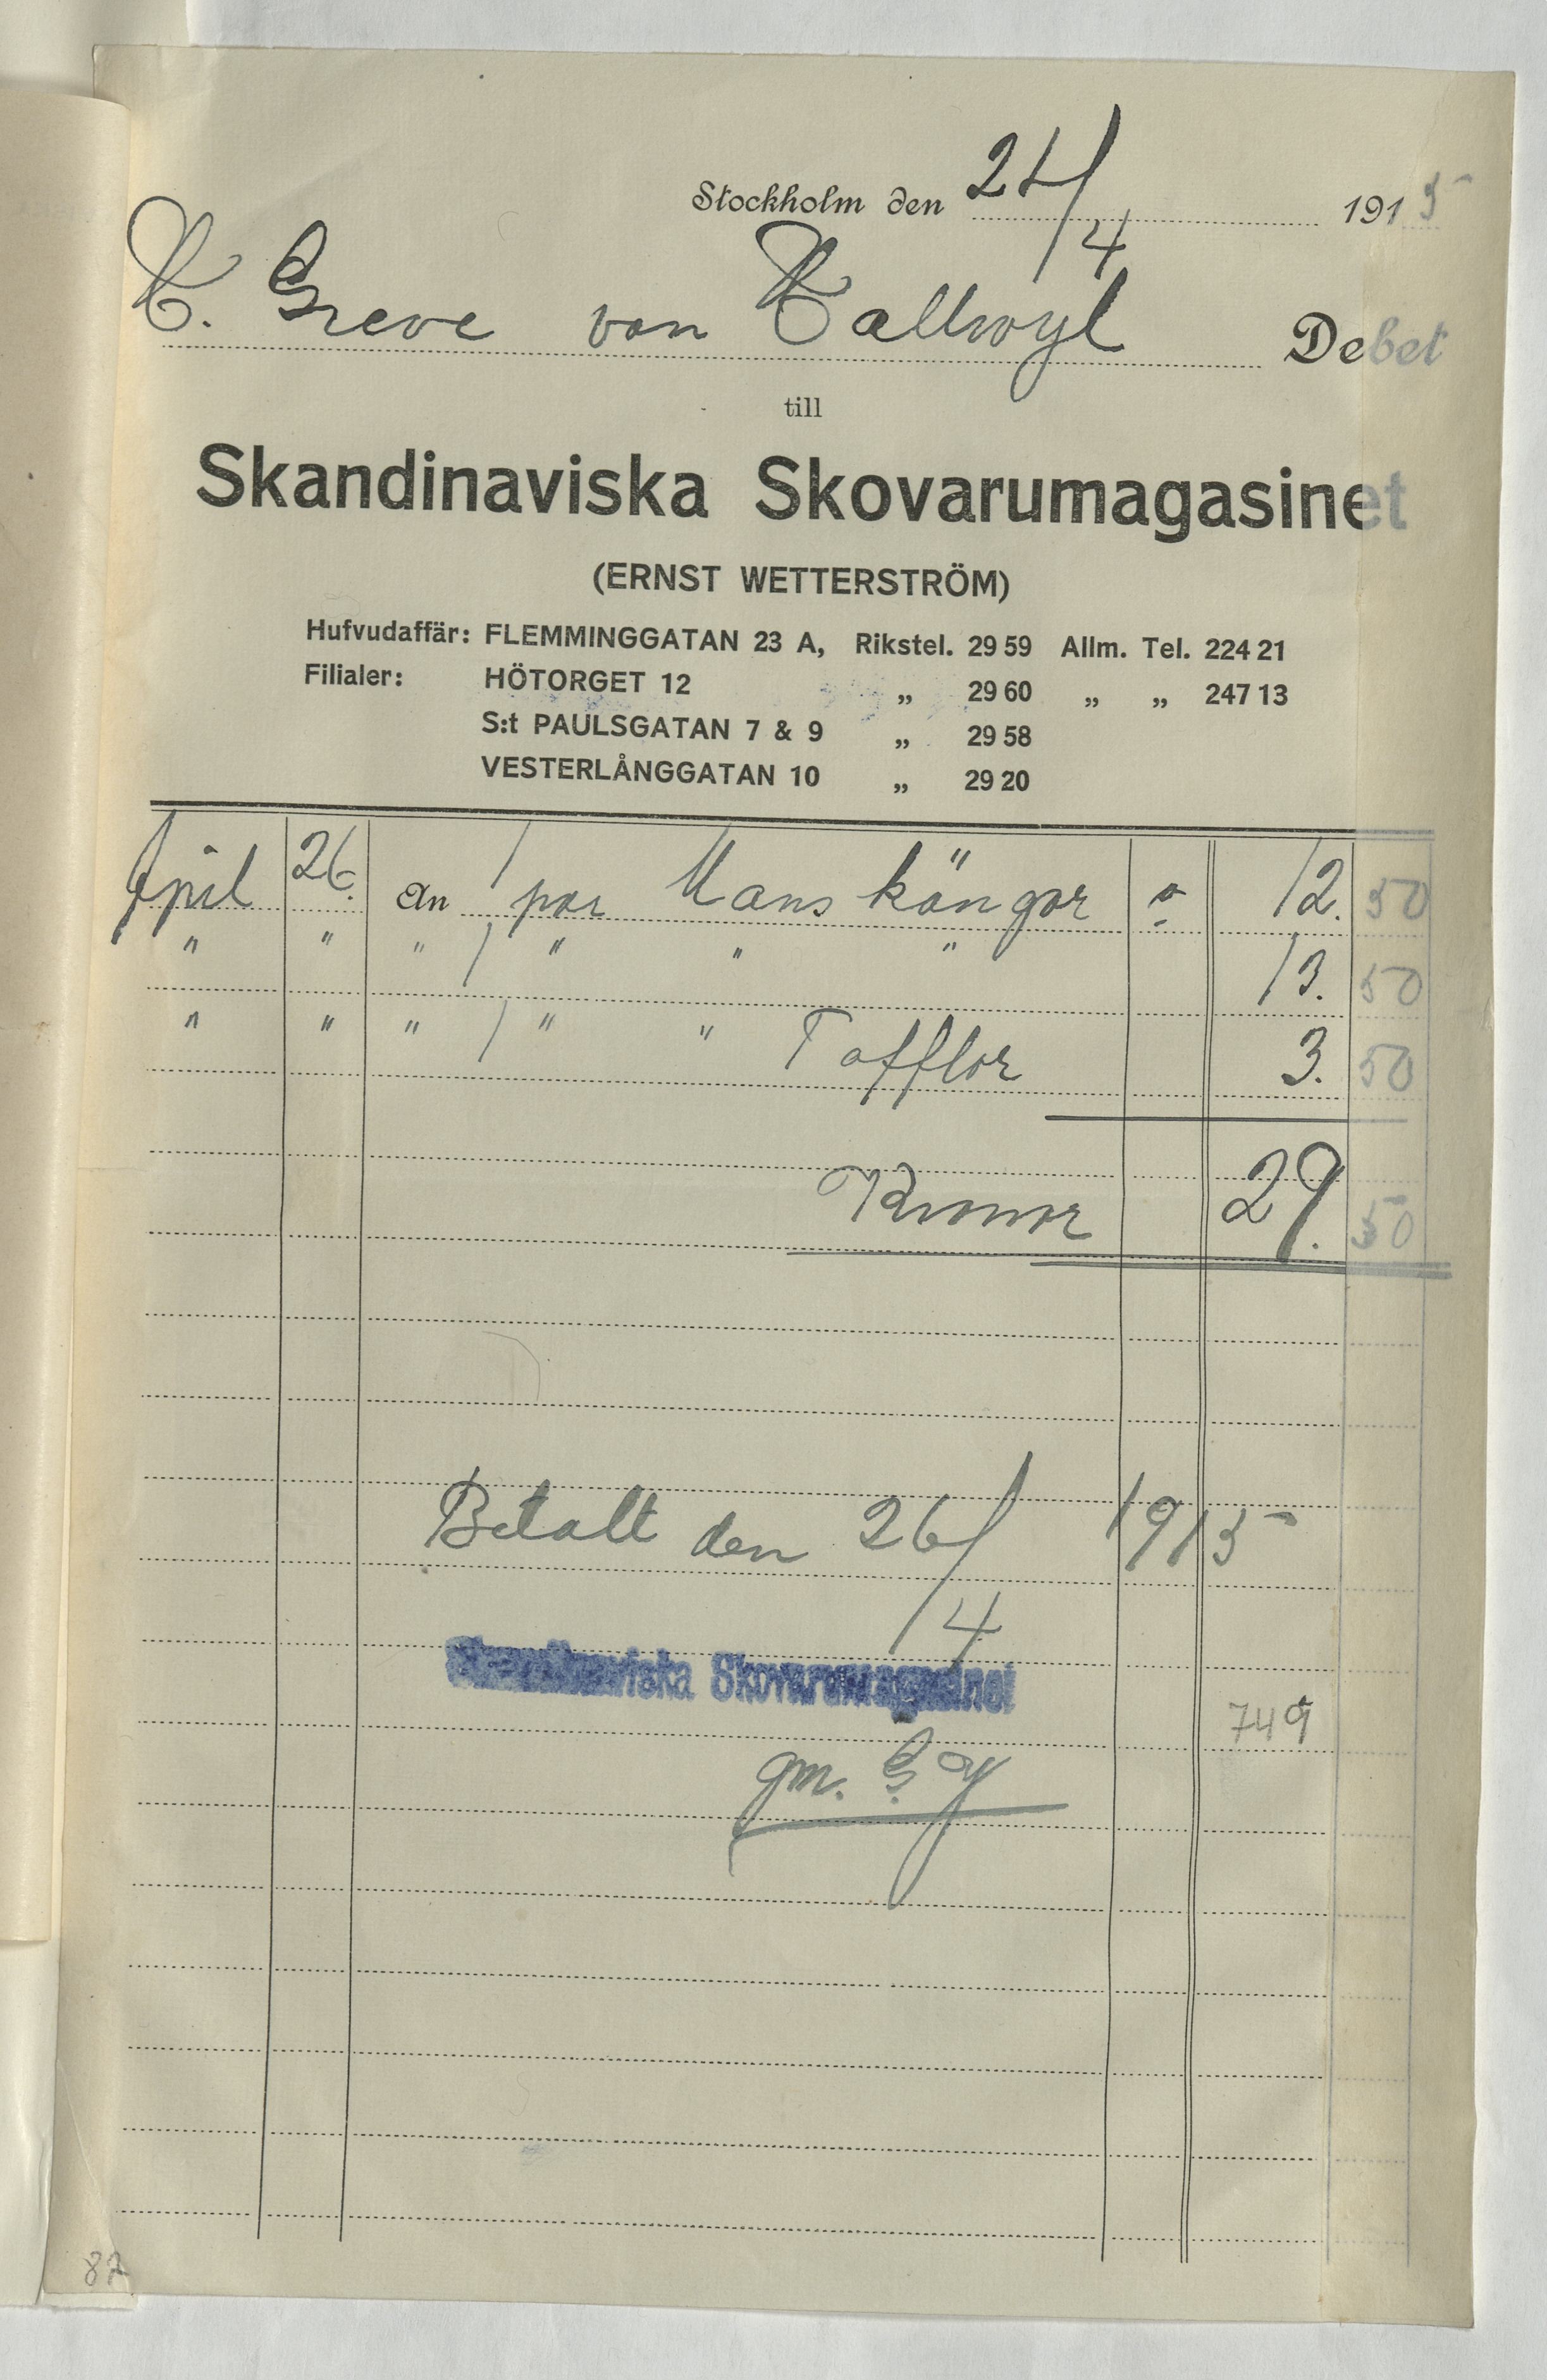 Stockholm den 24/4 1915
H. Greve von Hallwyl Debet
till
Skandinaviska Skovarumagasinet
(ERNST WETTERSTRÖM)
Hufvudaffär: FLEMMINGGATAN 23 A, Rikstel. 29 59 Allm. Tel. 224 21
Filialer: HÖTORGET 12 „ 29 60 „ „ 247 13
S:t PAULSGATAN 7 & 9 „ 29 58
VESTERLÅNGGATAN 10 „ 29 20
April 26. An 1 par Mans kängor a 12. 50
" " " 1 " " " 13. 50
" " " 1 " " Tofflor 3. 50
Kronor 29. 50
Betalt den 26/4 1915
Skandinaviska Skovarumagasinet
749
gm. G
87